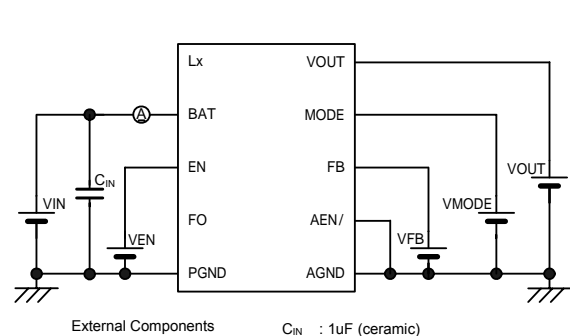 Lx VOUT
BAT MODE
A
EN FB
CIN
VOUT
VIN
VMODE
FO AEN/
VEN
VFB
PGND AGND
External Components CIN : 1uF (ceramic)